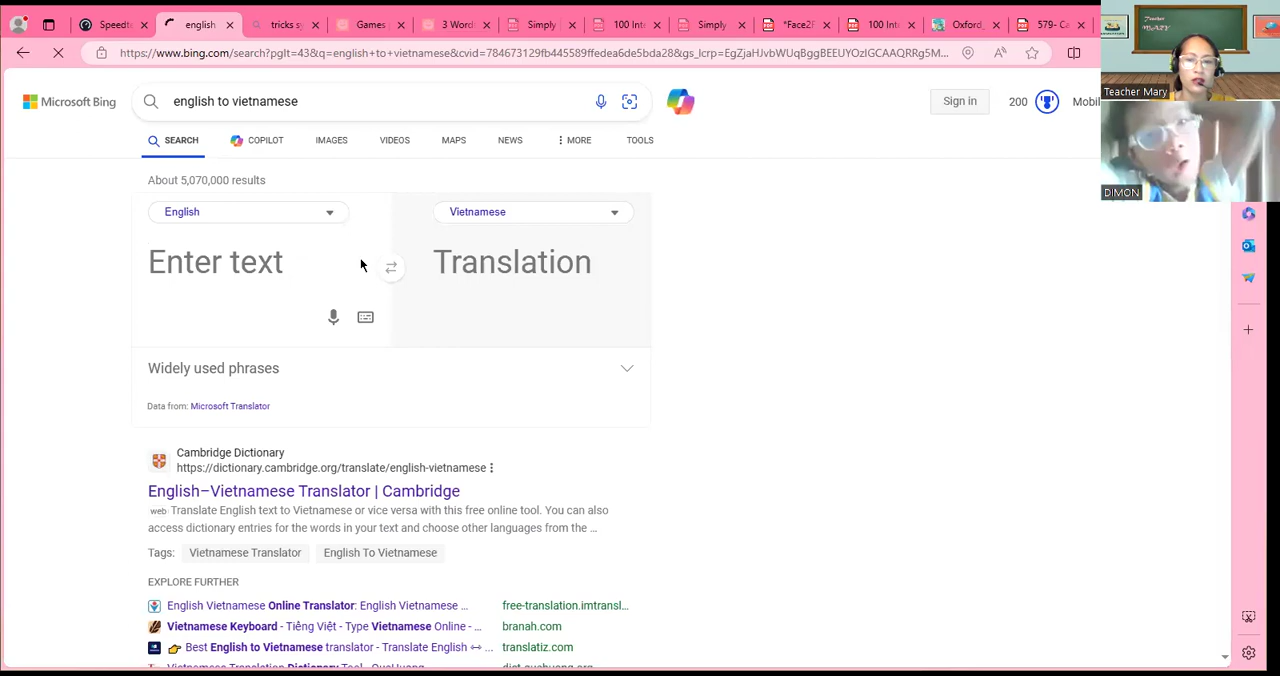 Speedte
english
tricks sy
Games
3 Word
Simply
100 Inte
Simply
*Face2F
100 Int
Oxford_
579- Ca
https://www.bing.com/search?pglt=43&q=english+to+vietnamese&cvid=784673129fb445589ffedea6de5bda28&gs_lcrp=EgZjaHJvbWUqBggBEEUYOzIGCAAQRRg5M...
Teacher
Teacher Mary
DIMON
Microsoft Bing
english to vietnamese
Sign in
200
Mobil
SEARCH
COPILOT
IMAGES
VIDEOS
MAPS
NEWS
MORE
TOOLS
About 5,070,000 results
English
Vietnamese
Enter text
Translation
Widely used phrases
Data from: Microsoft Translator
Cambridge Dictionary
https://dictionary.cambridge.org/translate/english-vietnamese
English–Vietnamese Translator | Cambridge
web Translate English text to Vietnamese or vice versa with this free online tool. You can also
access dictionary entries for the words in your text and choose other languages from the ...
Tags: Vietnamese Translator English To Vietnamese
EXPLORE FURTHER
English Vietnamese Online Translator: English Vietnamese ... free-translation.imtransl...
Vietnamese Keyboard - Tiếng Việt - Type Vietnamese Online - ... branah.com
Best English to Vietnamese translator - Translate English ⇔ ... translatiz.com